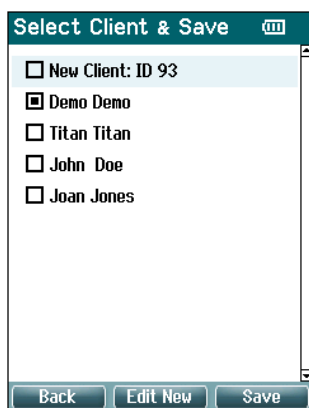 Select Client & Save
New Client: ID 93
Demo Demo
Titan Titan
John Doe
Joan Jones
Back Edit New Save